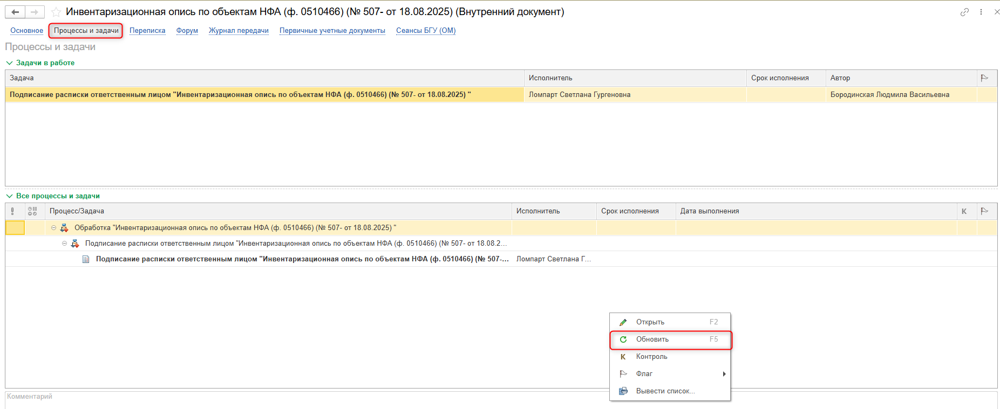 Инвентаризационная опись по объектам НФА (ф. 0510466) (№ 507- от 18.08.2025) (Внутренний документ)
Основное Процессы и задачи Переписка Форум Журнал передачи Первичные учетные документы Сеансы БГУ (ОМ)
Процессы и задачи
Задачи в работе
Задача Исполнитель Срок исполнения Автор
Подписание расписки ответственным лицом "Инвентаризационная опись по объектам НФА (ф. 0510466) (№ 507- от 18.08.2025) " Ломпарт Светлана Гургеновна Бородинская Людмила Васильевна
Все процессы и задачи
Процесс/Задача Исполнитель Срок исполнения Дата выполнения К
Обработка "Инвентаризационная опись по объектам НФА (ф. 0510466) (№ 507- от 18.08.2025) "
Подписание расписки ответственным лицом "Инвентаризационная опись по объектам НФА (ф. 0510466) (№ 507- от 18.08.2...
Подписание расписки ответственным лицом "Инвентаризационная опись по объектам НФА (ф. 0510466) (№ 507-... Ломпарт Светлана Г...
Открыть F2
Обновить F5
К Контроль
Флаг
Вывести список...
Комментарий